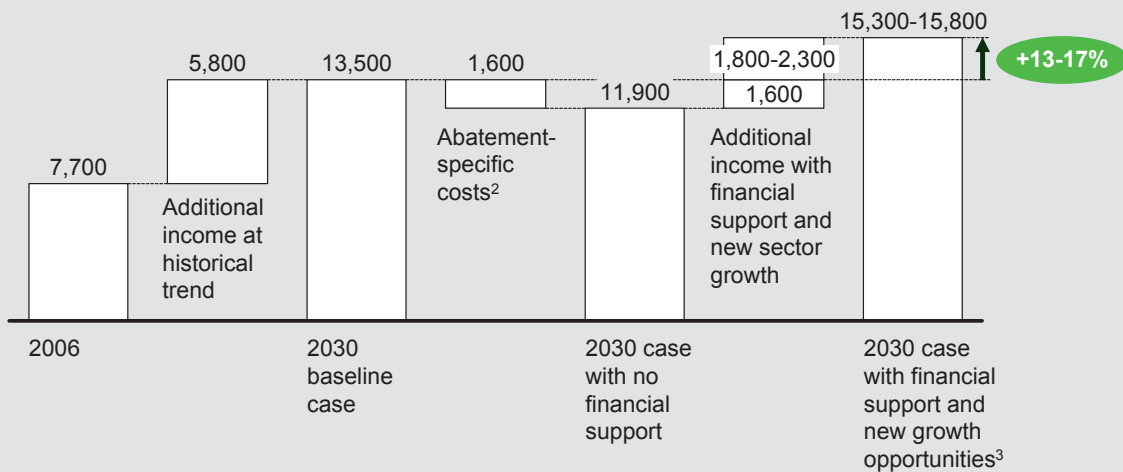 7,700
2006
5,800
Additional
income at
historical
trend
13,500
2030
baseline
case
1,600
Abatement-
specific
costs²
11,900
2030 case
with no
financial
support
1,800-2,300
1,600
Additional
income with
financial
support and
new sector
growth
15,300-15,800
2030 case
with financial
support and
new growth
opportunities³
+13-17%